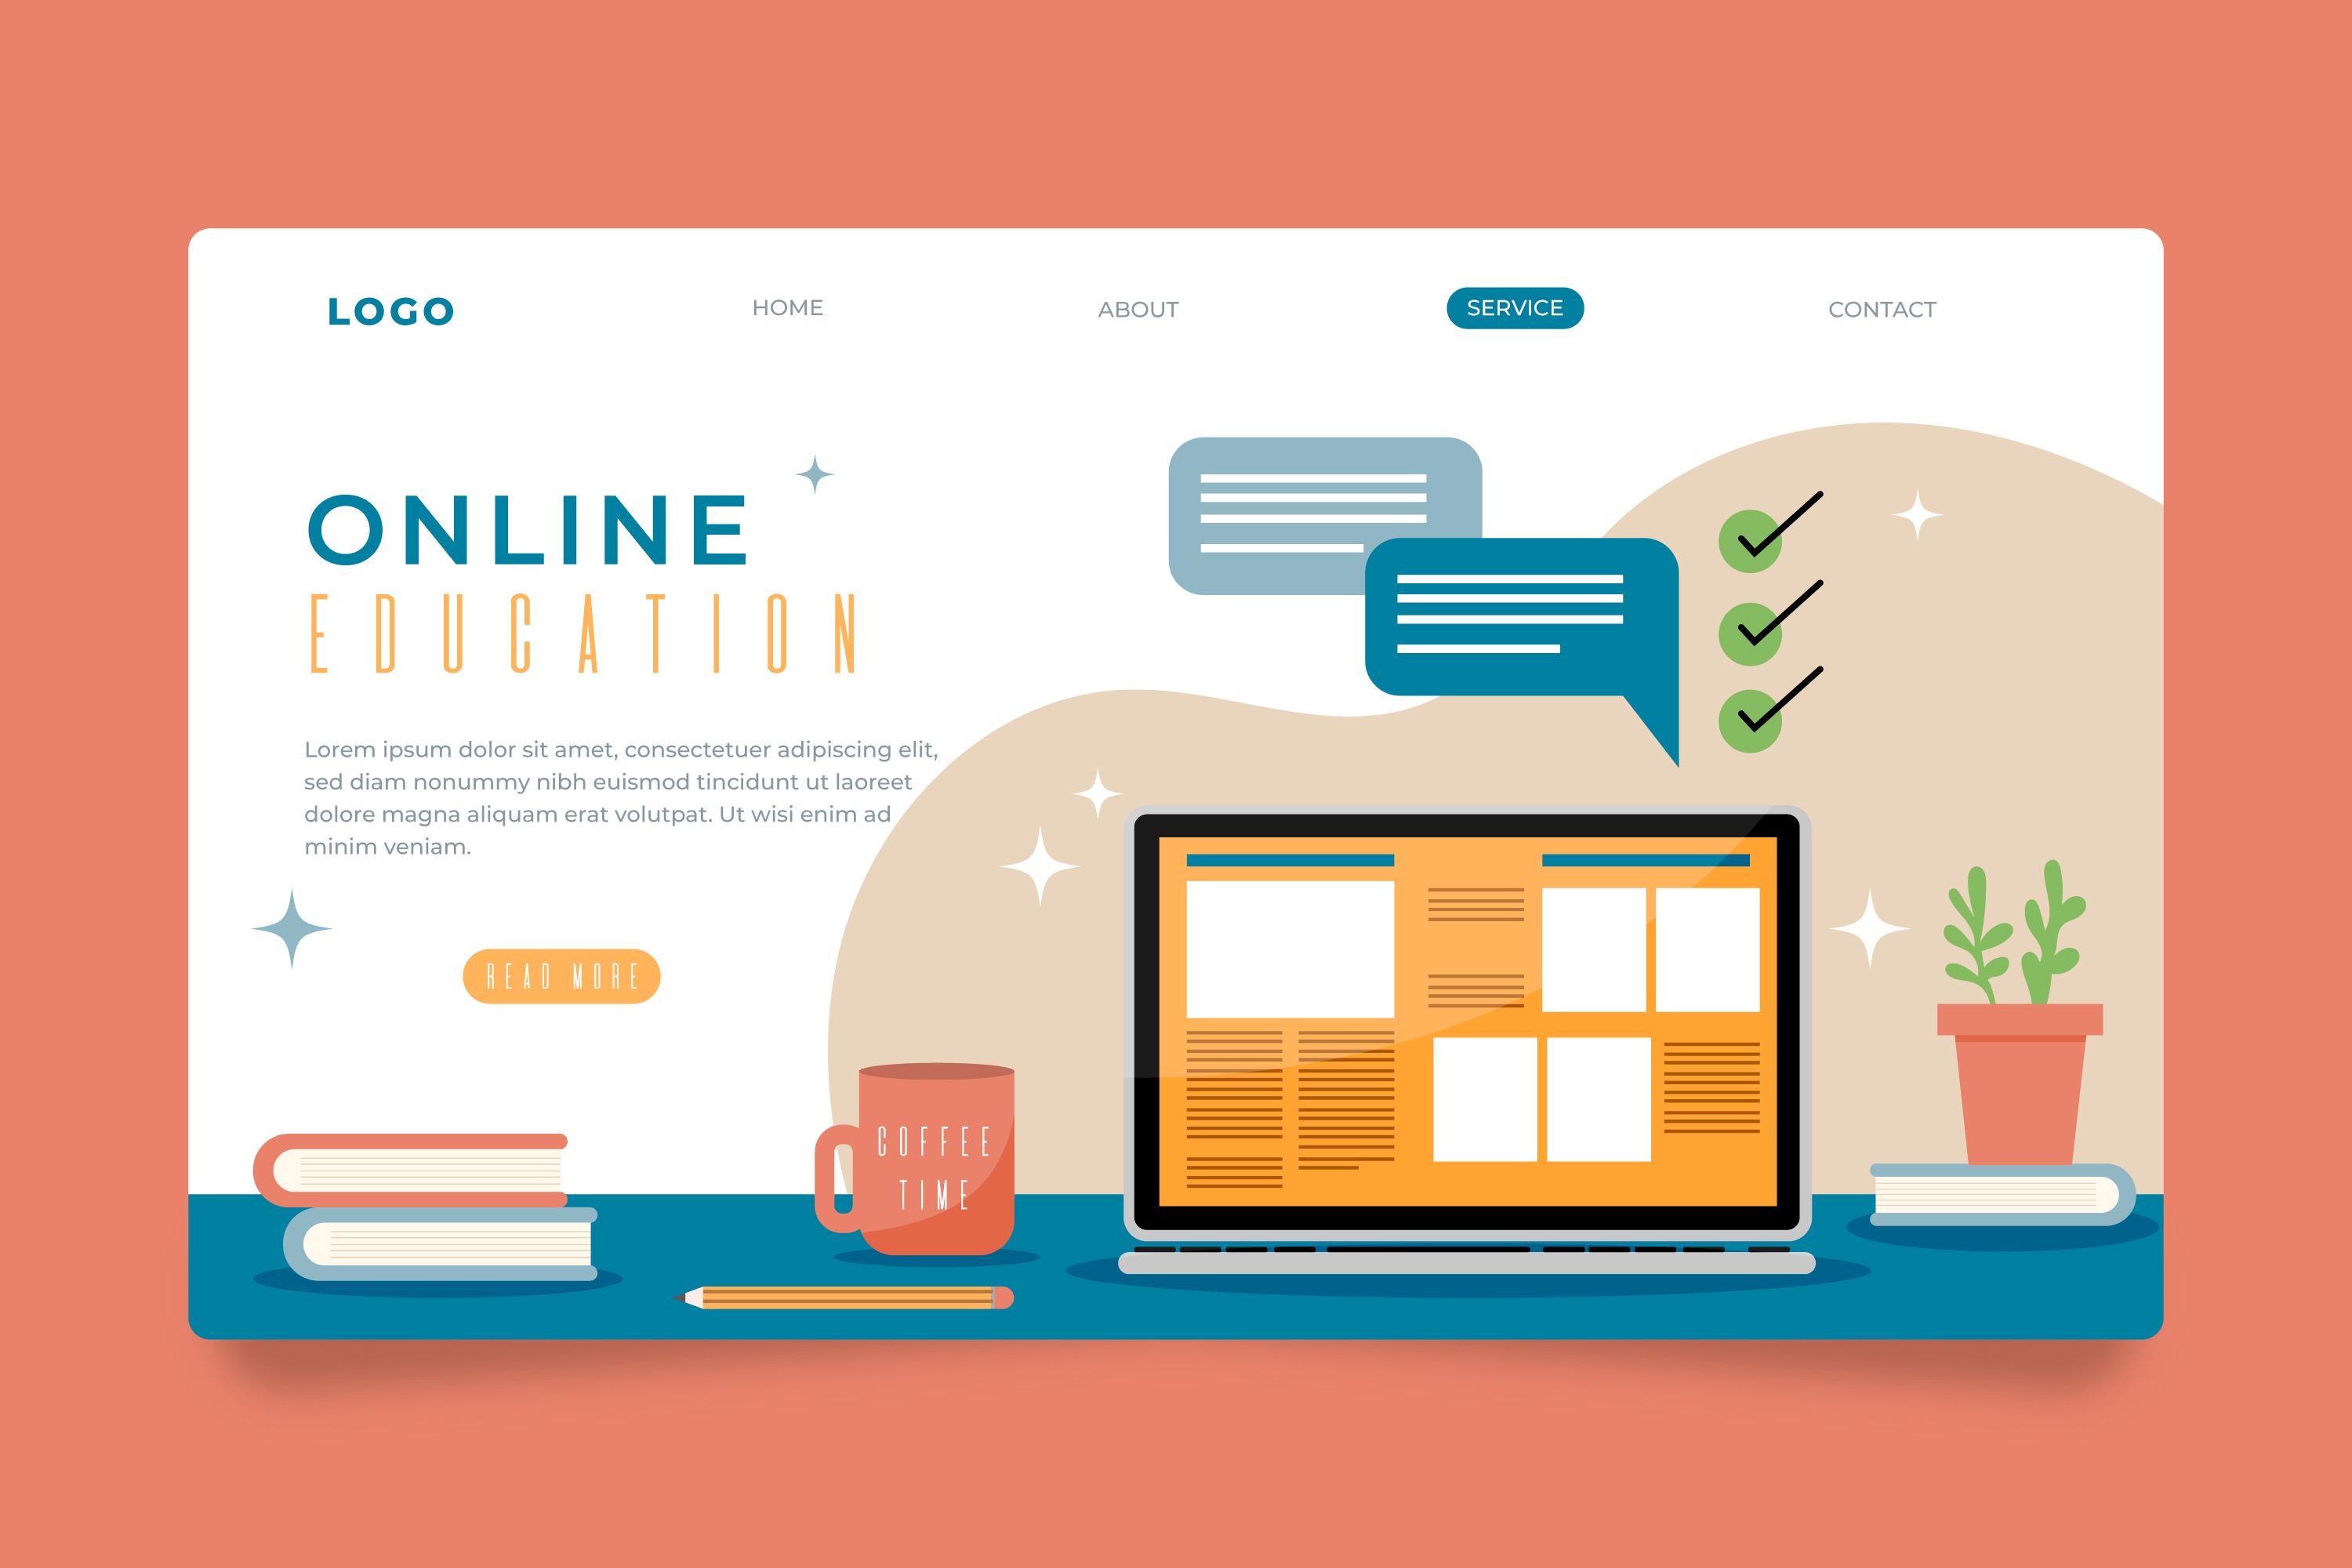 LOGO
HOME
ABOUT
SERVICE
CONTACT
ONLINE
EDUCATION
Lorem ipsum dolor sit amet, consectetuer adipiscing elit,
sed diam nonummy nibh euismod tincidunt ut laoreet
dolore magna aliquam erat volutpat. Ut wisi enim ad
minim veniam.
READ MORE
COFFEE
TIME